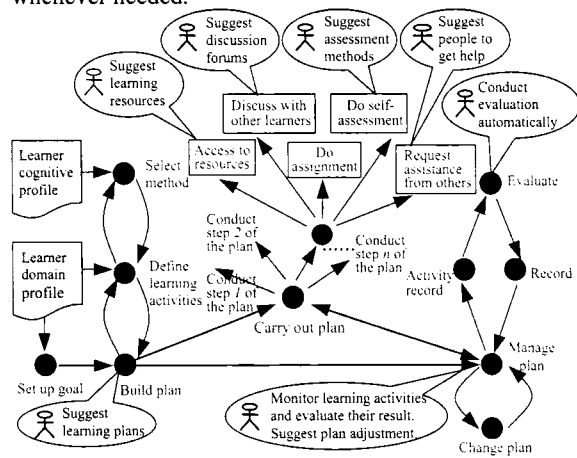 whenever needed.
Suggest
discussion
forums
Suggest
assessment
methods
Suggest
people to
get help
Suggest
learning
resources
Conduct
evaluation
automatically
Discuss with
other learners
Do self-
assessment
Access to
resources
Do
assignment
Request
assistance
from others
Evaluate
Learner
cognitive
profile
Select
method
Conduct
step 2 of
the plan
Conduct
step n of
the plan
Learner
domain
profile
Define
learning
activities
Conduct
step 1 of
the plan
Carry out plan
Activity
record
Record
Set up goal
Build plan
Manage
plan
Suggest
learning plans
Monitor learning activities
and evaluate their result.
Suggest plan adjustment.
Change plan